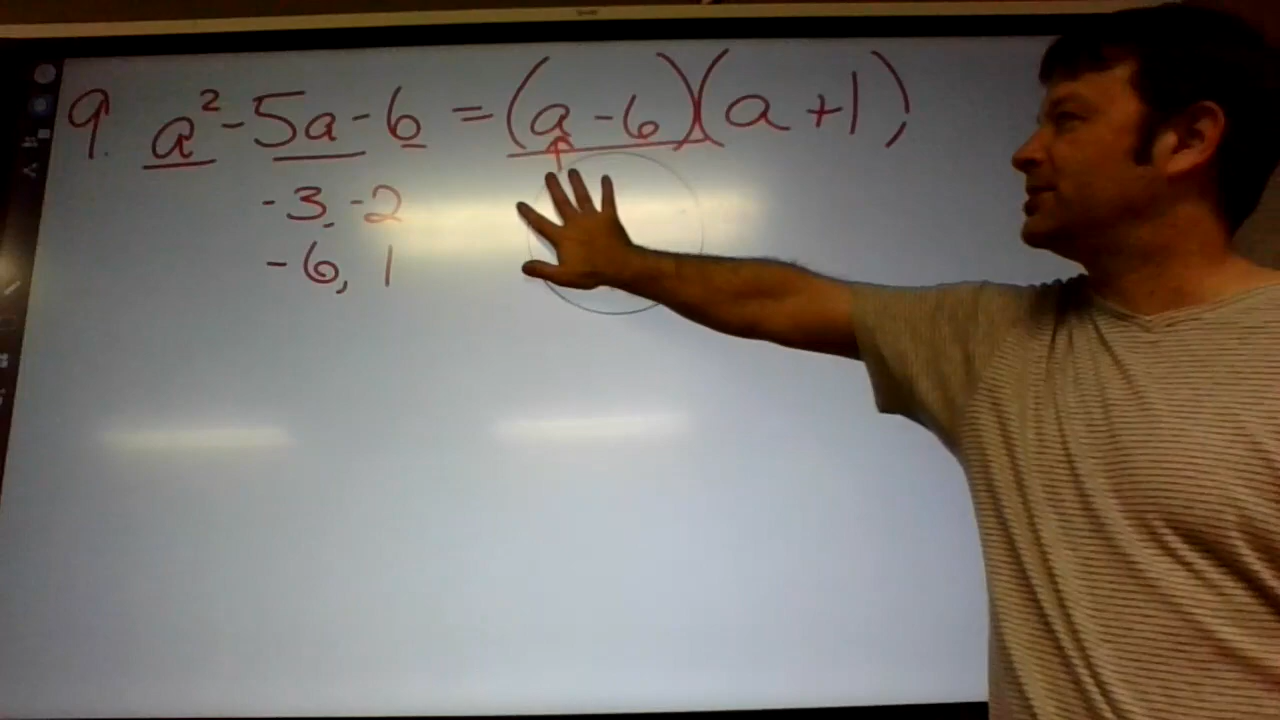 9. a² - 5a - 6 = (a - 6)(a + 1)
-3, -2
-6, 1